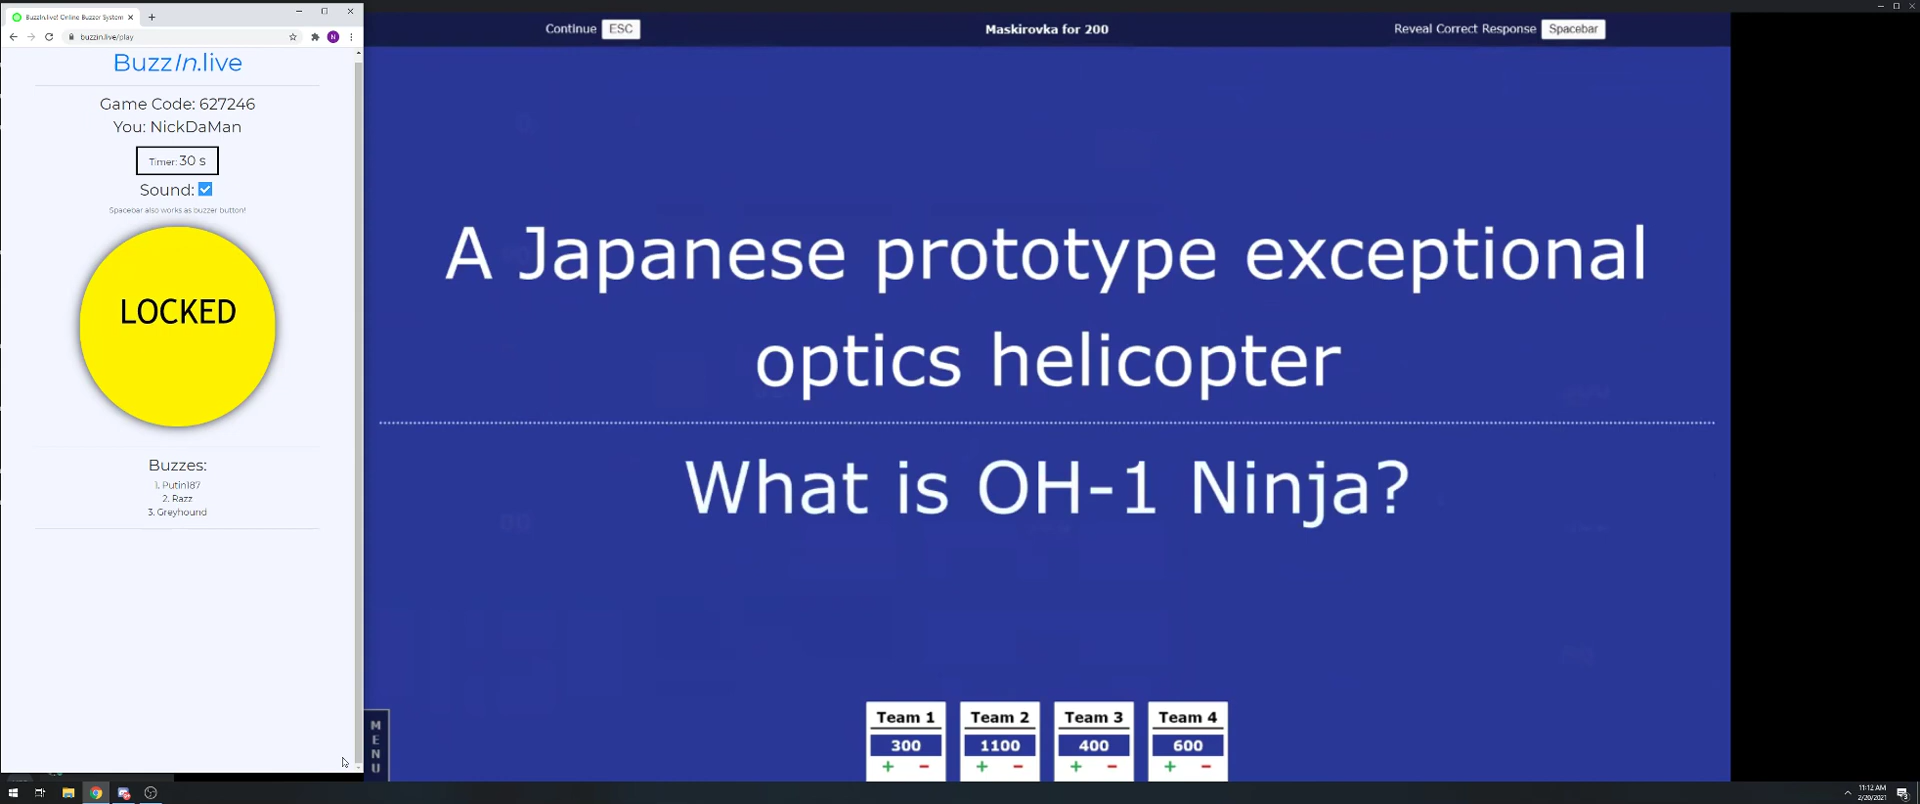 BuzzIn.live! Online Buzzer System
buzzin.live/play
N
BuzzIn.live
Game Code: 627246
You: NickDaMan
Timer: 30 s
Sound:
Spacebar also works as buzzer button!
LOCKED
Buzzes:
1. Putin187
2. Razz
3. Greyhound
Continue ESC
Maskirovka for 200
Reveal Correct Response Spacebar
A Japanese prototype exceptional
optics helicopter
What is OH-1 Ninja?
MENU
Team 1 Team 2 Team 3 Team 4
300 1100 400 600
+ - + - + - + -
11:12 AM
2/20/2021
3